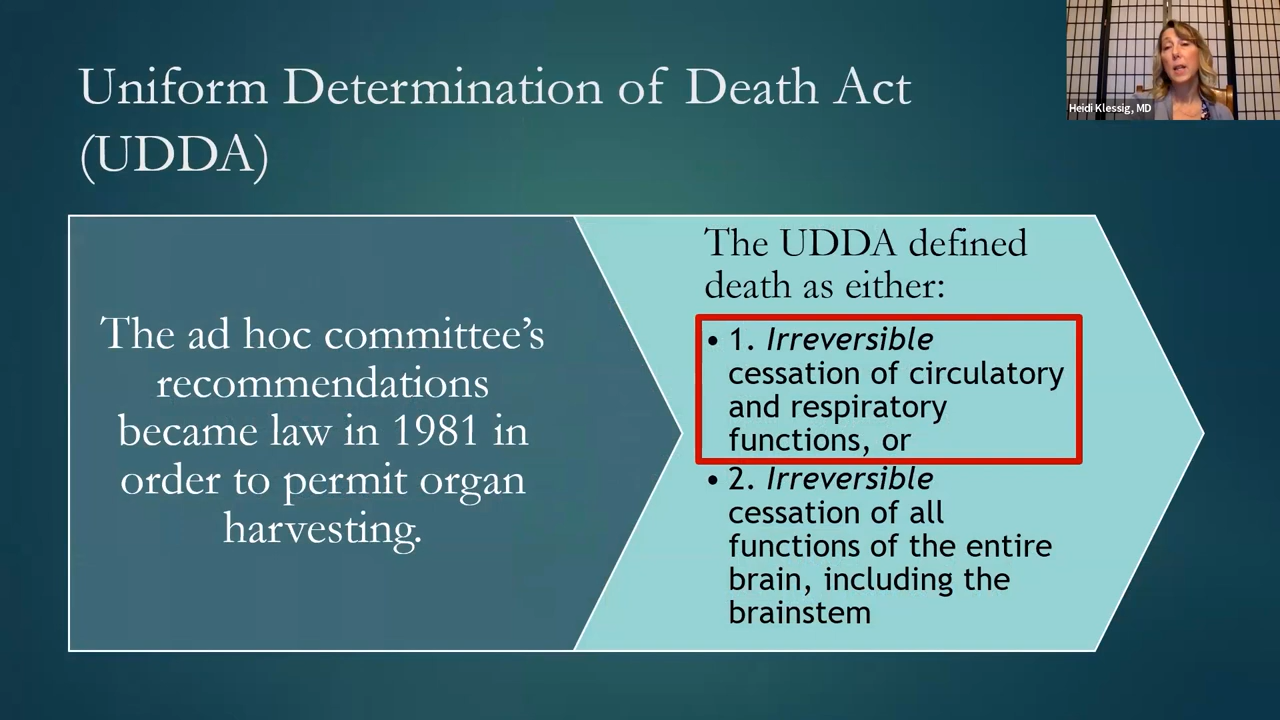 Uniform Determination of Death Act
(UDDA)
Heidi Klessig, MD
The ad hoc committee's
recommendations
became law in 1981 in
order to permit organ
harvesting.
The UDDA defined
death as either:
• 1. Irreversible
cessation of circulatory
and respiratory
functions, or
• 2. Irreversible
cessation of all
functions of the entire
brain, including the
brainstem